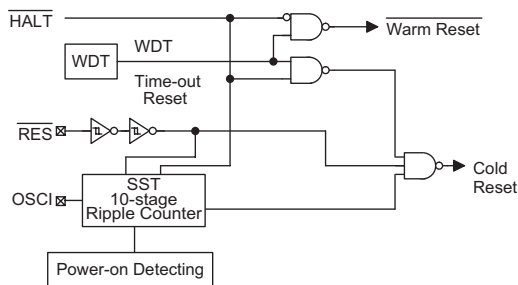 HALT
Warm Reset
WDT
WDT
Time-out
Reset
RES
Cold
Reset
OSCI
SST
10-stage
Ripple Counter
Power-on Detecting